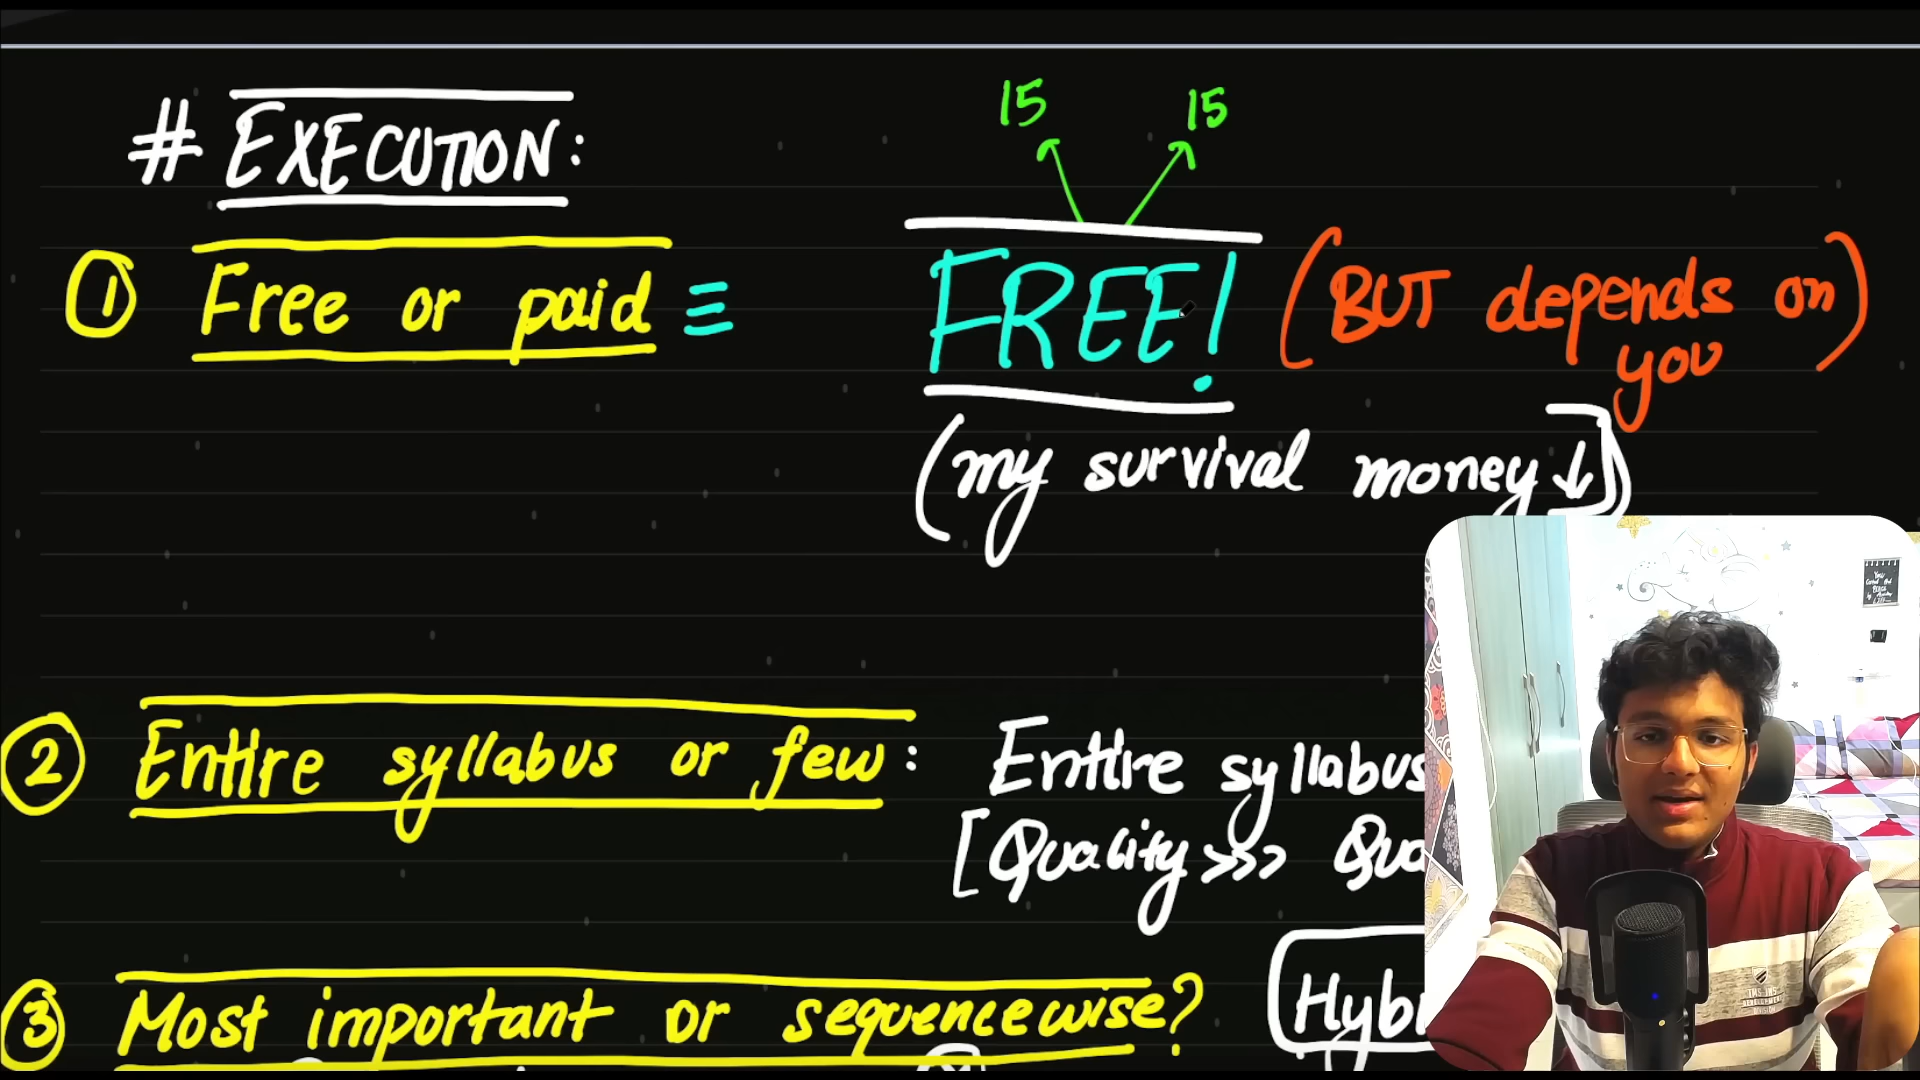 # EXECUTION:
15 15
① Free or paid ≡ FREE! (BUT depends on you)
(my survival money ↓)
② Entire syllabus or few: Entire syllabus
[Quality >>>
③ Most important or sequencewise?